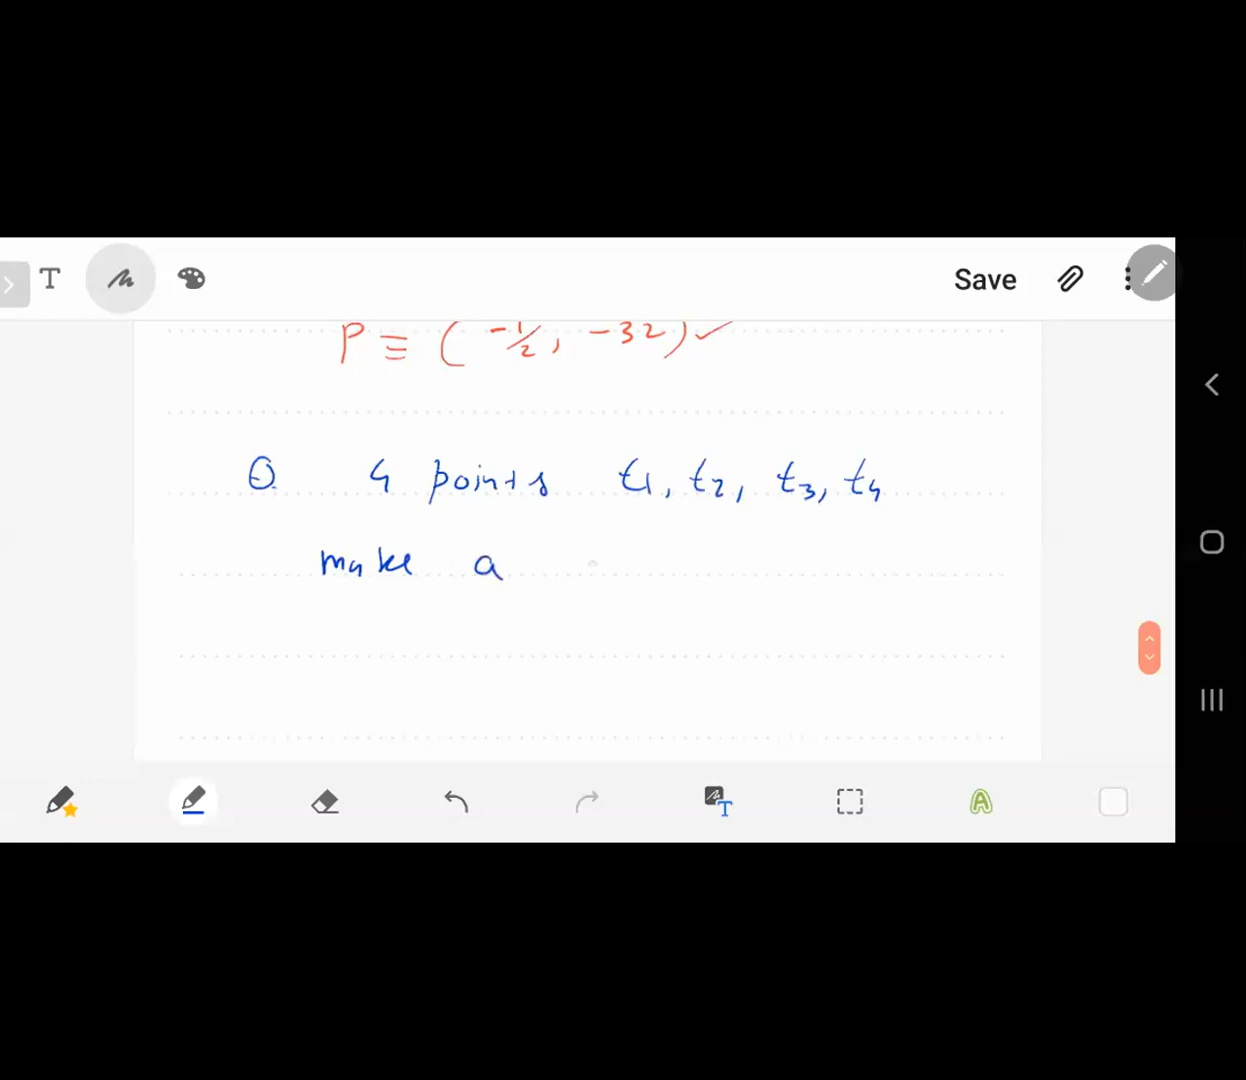 T Save
P ≡ ( -1/2, -32) ✓
Q. 4 points t1, t2, t3, t4
make a
T
A